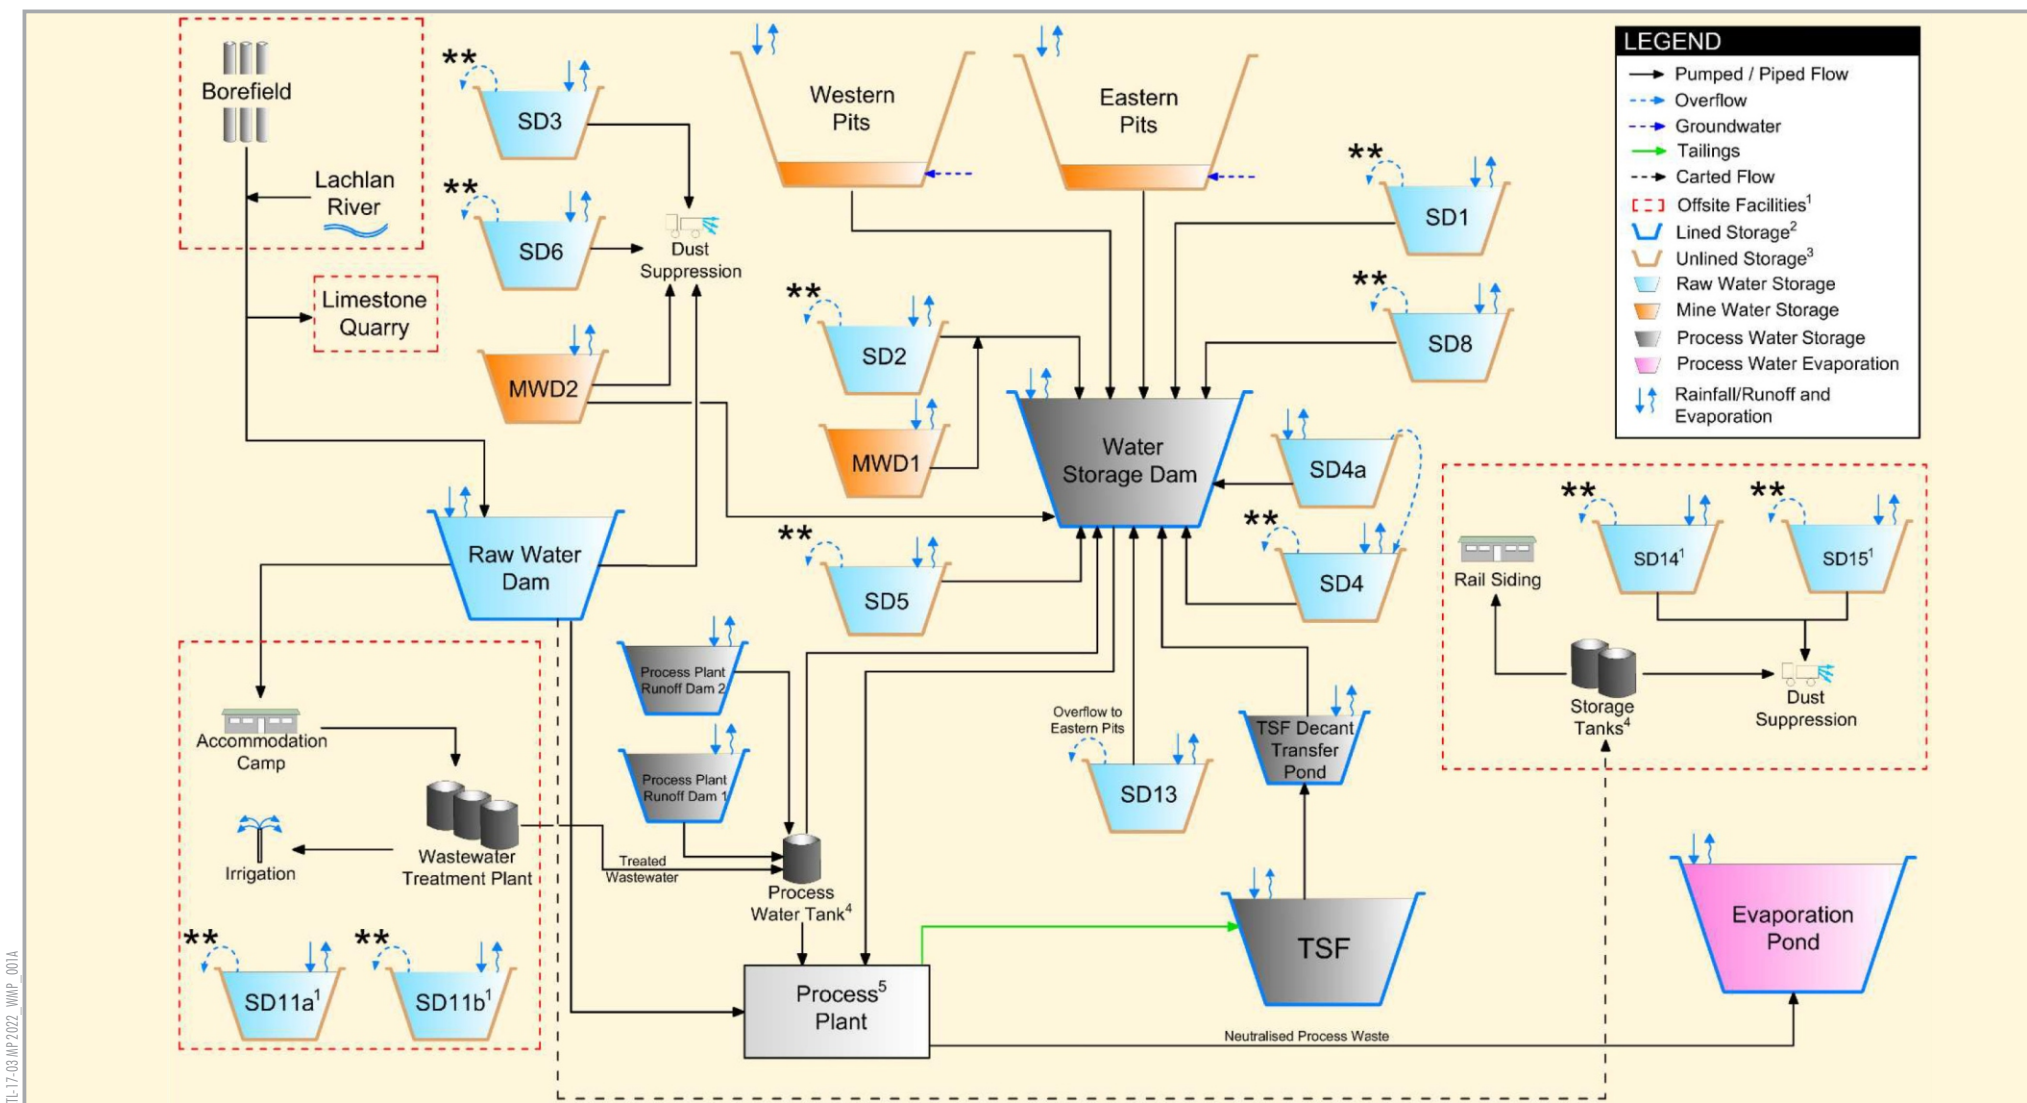 LEGEND
Pumped / Piped Flow
Overflow
Groundwater
Tailings
Carted Flow
Offsite Facilities¹
Lined Storage²
Unlined Storage³
Raw Water Storage
Mine Water Storage
Process Water Storage
Process Water Evaporation
Rainfall/Runoff and
Evaporation
Borefield
Lachlan
River
Limestone
Quarry
**
SD3
**
SD6
Dust
Suppression
MWD2
Western
Pits
Eastern
Pits
**
SD1
**
SD8
**
SD2
MWD1
Water
Storage Dam
SD4a
**
SD4
**
SD5
Raw Water
Dam
Process Plant
Runoff Dam 2
Process Plant
Runoff Dam 1
Overflow to
Eastern Pits
SD13
TSF Decant
Transfer
Pond
**
SD14¹
**
SD15¹
Rail Siding
Storage
Tanks⁴
Dust
Suppression
Accommodation
Camp
Irrigation
Wastewater
Treatment Plant
Treated
Wastewater
Process
Water Tank⁴
**
SD11a¹
**
SD11b¹
Process⁵
Plant
TSF
Evaporation
Pond
Neutralised Process Waste
TL-17-03 MP 2022_WMP_001A